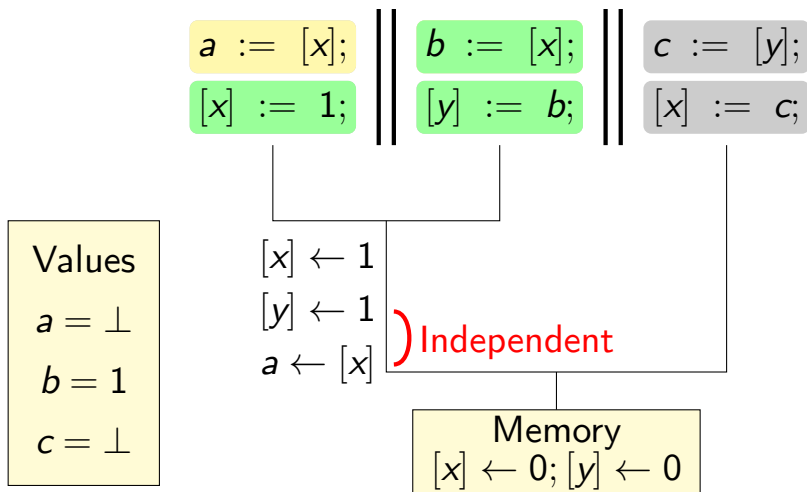 a := [x]; b := [x]; c := [y];
[x] := 1; [y] := b; [x] := c;
Values
a = ⊥
b = 1
c = ⊥
[x] ← 1
[y] ← 1
a ← [x]
Independent
Memory
[x] ← 0; [y] ← 0